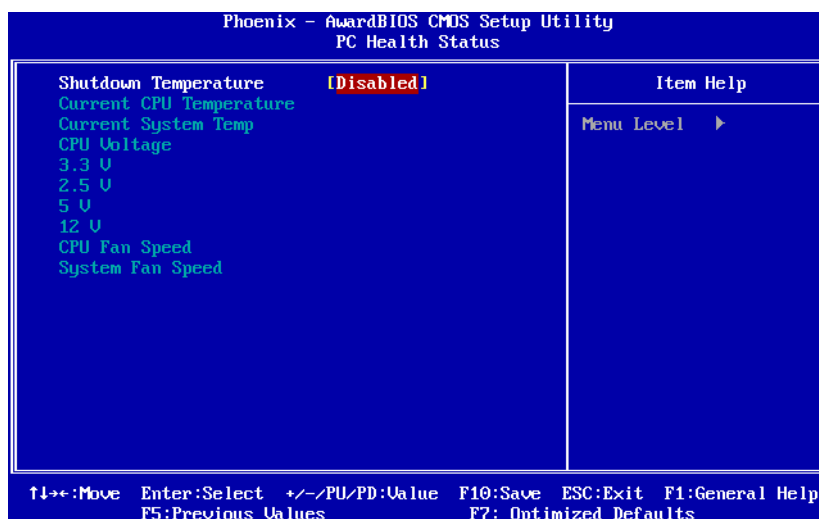 Phoenix - AwardBIOS CMOS Setup Utility
PC Health Status
Shutdown Temperature [Disabled]
Current CPU Temperature
Current System Temp
CPU Voltage
3.3 V
2.5 V
5 V
12 V
CPU Fan Speed
System Fan Speed
Item Help
Menu Level ▶
↑↓→←:Move Enter:Select +/-/PU/PD:Value F10:Save ESC:Exit F1:General Help
F5:Previous Values F7: Optimized Defaults